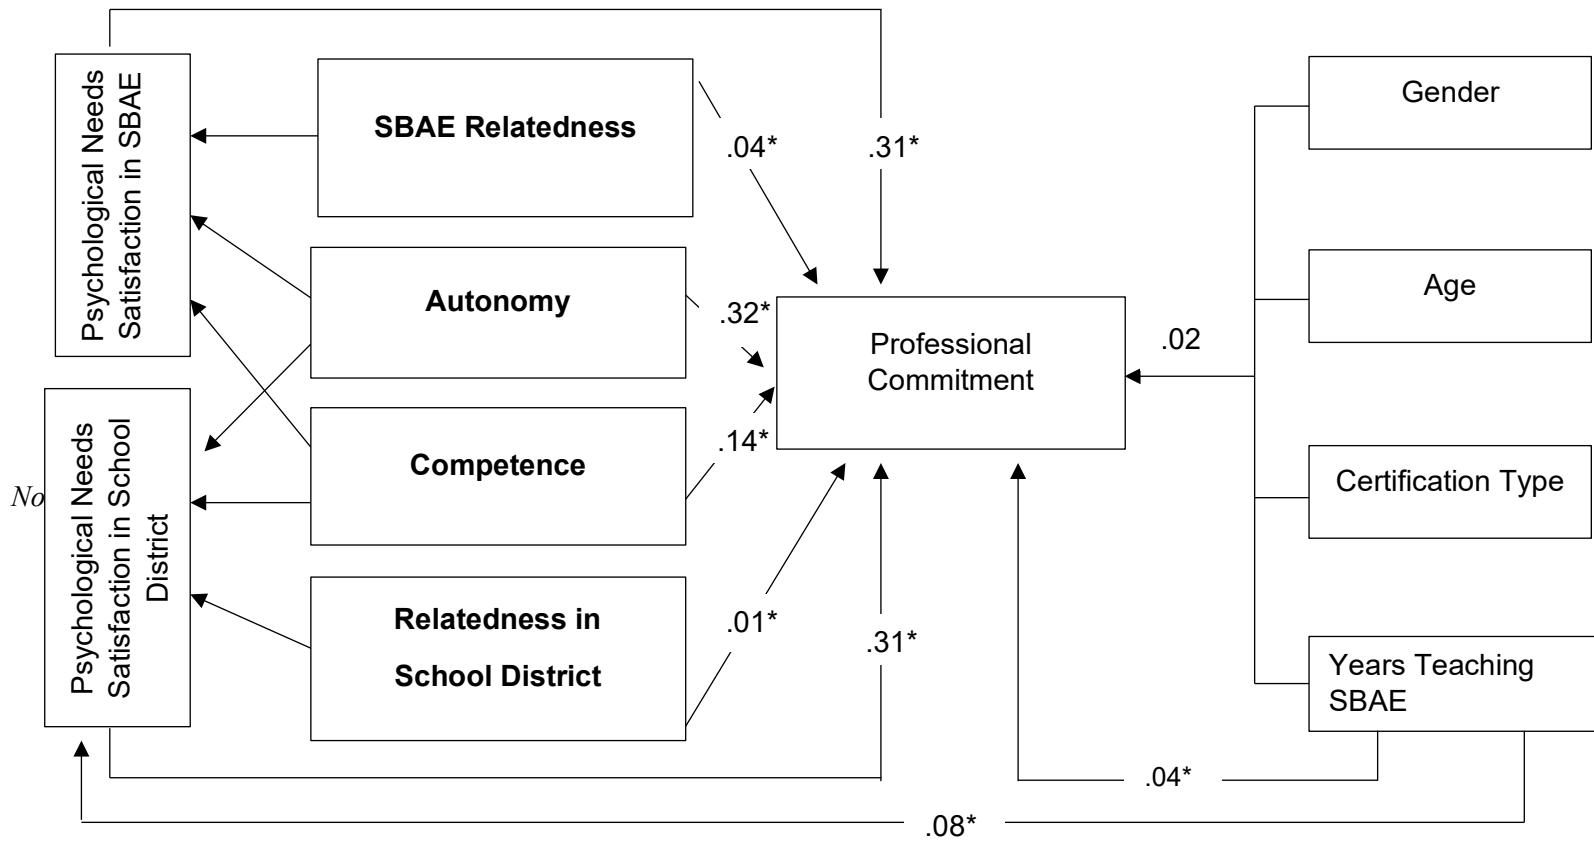 Psychological Needs
Satisfaction in SBAE
SBAE Relatedness
.04*
.31*
Gender
Autonomy
.32*
Professional
Commitment
.02
Age
No
Psychological Needs
Satisfaction in School
District
Competence
.14*
Certification Type
Relatedness in
School District
.01*
.31*
Years Teaching
SBAE
.04*
.08*